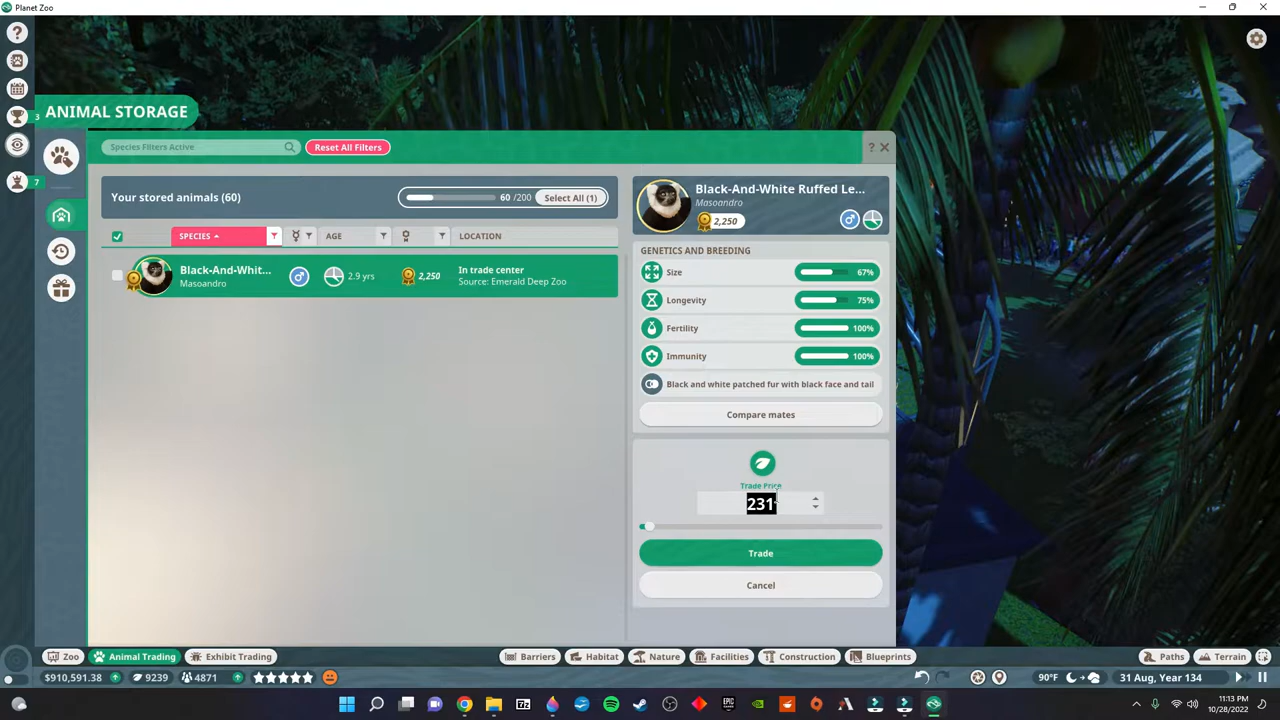 Planet Zoo
3
7
ANIMAL STORAGE
Species Filters Active
Reset All Filters
?
Your stored animals (60)
60 /200
Select All (1)
SPECIES
AGE
LOCATION
Black-And-Whit...
Masoandro
2.9 yrs
2,250
In trade center
Source: Emerald Deep Zoo
Black-And-White Ruffed Le...
Masoandro
2,250
GENETICS AND BREEDING
Size
67%
Longevity
75%
Fertility
100%
Immunity
100%
Black and white patched fur with black face and tail
Compare mates
Trade Price
231
Trade
Cancel
Zoo
Animal Trading
Exhibit Trading
Barriers
Habitat
Nature
Facilities
Construction
Blueprints
Paths
Terrain
$910,591.38
9239
4871
90°F
31 Aug, Year 134
11:13 PM
10/28/2022